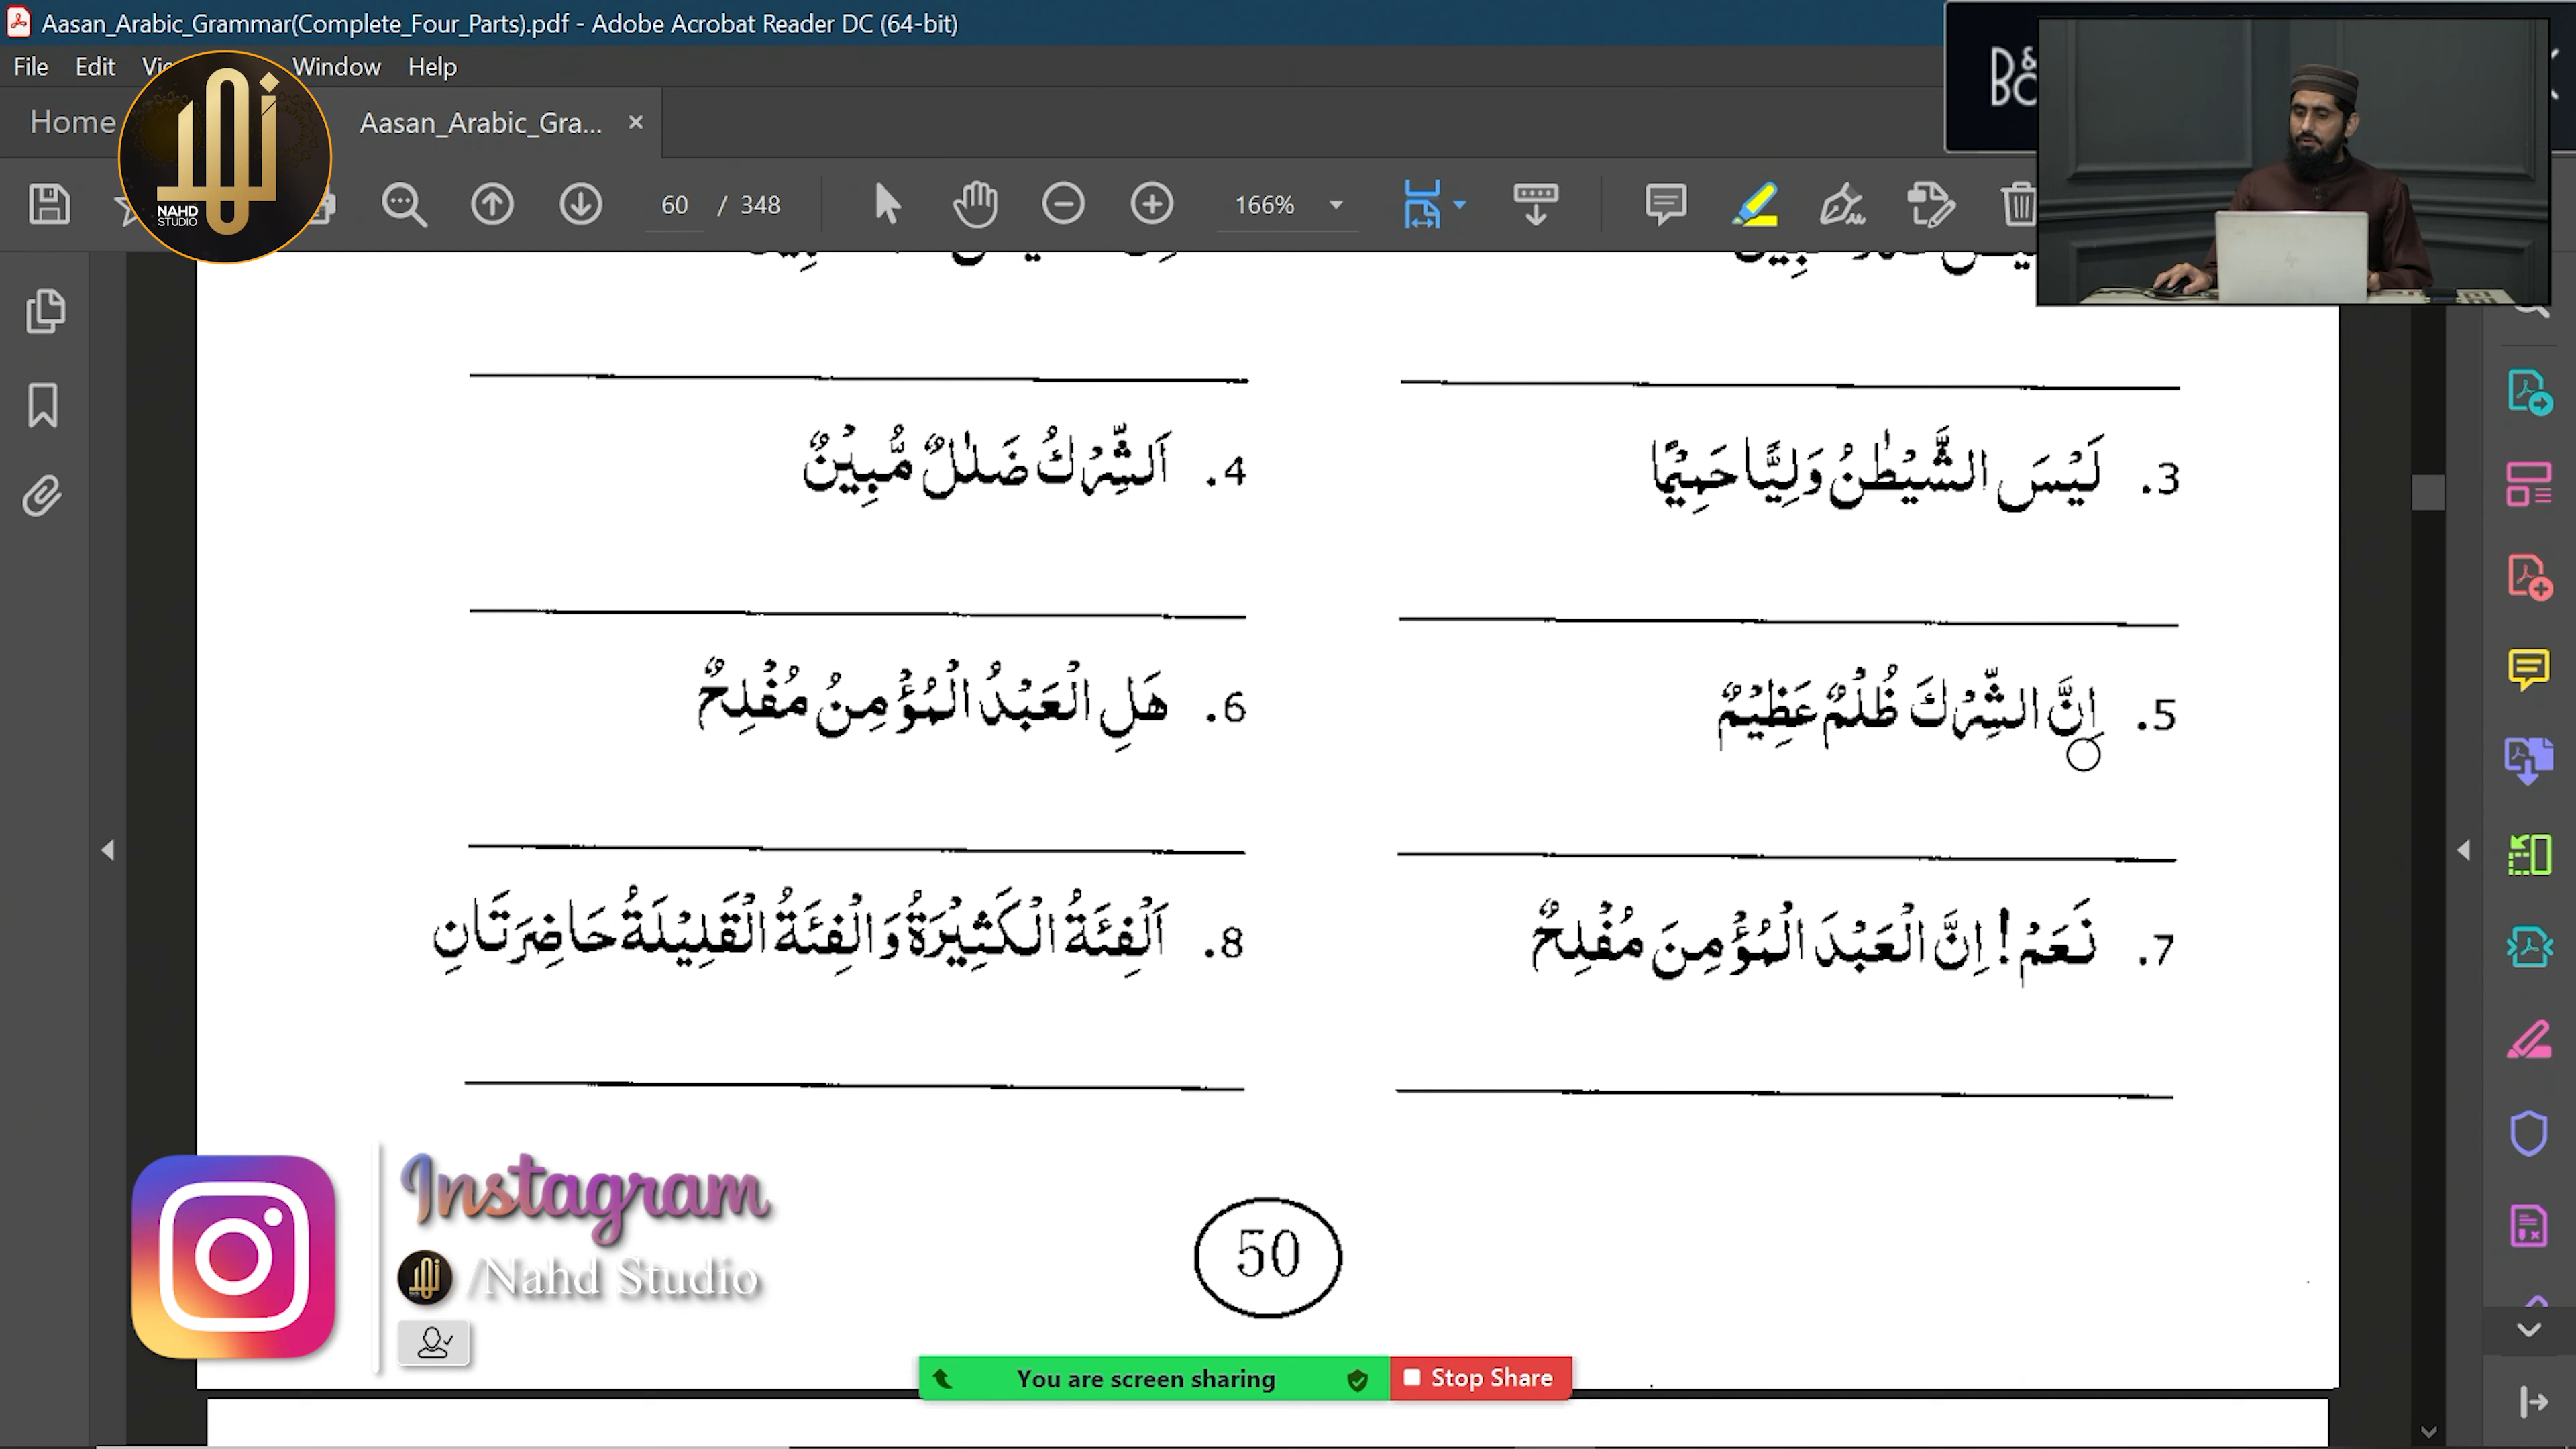 Aasan_Arabic_Grammar(Complete_Four_Parts).pdf - Adobe Acrobat Reader DC (64-bit)
File Edit Window Help
Home Aasan_Arabic_Gra... ×
60 / 348 166%
NAHD
STUDIO
3. لَيْسَ الشَّيْطٰنُ وَلِيًّا حَمِيْمًا
4. اَلشِّرْكُ ضَلٰلٌ مُّبِيْنٌ
5. اِنَّ الشِّرْكَ ظُلْمٌ عَظِيْمٌ
6. هَلِ الْعَبْدُ الْمُؤْمِنُ مُفْلِحٌ
7. نَعَمْ! اِنَّ الْعَبْدَ الْمُؤْمِنَ مُفْلِحٌ
8. اَلْفِئَةُ الْكَثِيْرَةُ وَالْفِئَةُ الْقَلِيْلَةُ حَاضِرَتَانِ
Instagram
/Nahd Studio
50
You are screen sharing Stop Share